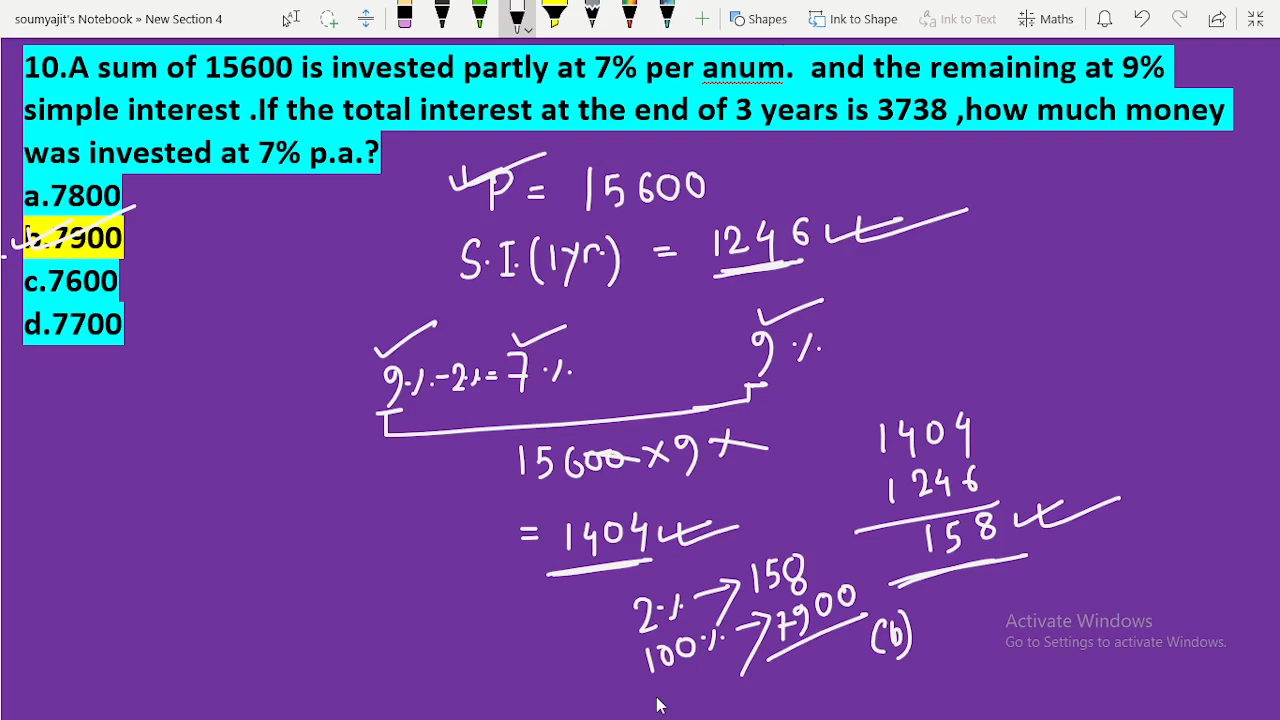 soumyajit's Notebook » New Section 4
Shapes
Ink to Shape
Ink to Text
Maths
10.A sum of 15600 is invested partly at 7% per anum.  and the remaining at 9%
simple interest .If the total interest at the end of 3 years is 3738 ,how much money
was invested at 7% p.a.?
a.7800
b.7900
c.7600
d.7700
P = 15600
S.I.(1yr.) = 1246
9% - 2% = 7%
9%
15600 x 9%
= 1404
1404
1246
158
2% → 158
100% → 7900
(b)
Activate Windows
Go to Settings to activate Windows.